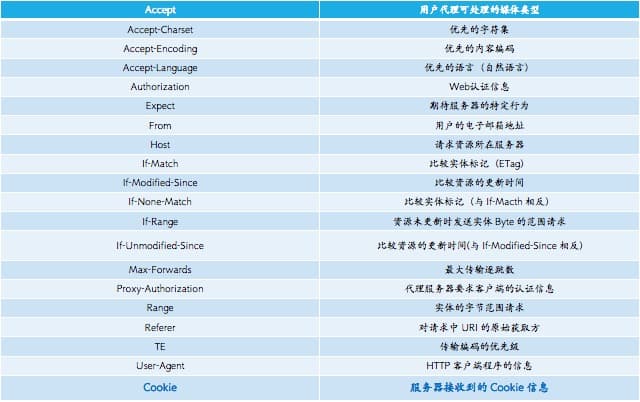 Accept 用户代理可处理的媒体类型
Accept-Charset 优先的字符集
Accept-Encoding 优先的内容编码
Accept-Language 优先的语言（自然语言）
Authorization Web认证信息
Expect 期待服务器的特定行为
From 用户的电子邮箱地址
Host 请求资源所在服务器
If-Match 比较实体标记（ETag）
If-Modified-Since 比较资源的更新时间
If-None-Match 比较实体标记（与 If-Macth 相反）
If-Range 资源未更新时发送实体 Byte 的范围请求
If-Unmodified-Since 比较资源的更新时间(与 If-Modified-Since 相反)
Max-Forwards 最大传输逐跳数
Proxy-Authorization 代理服务器要求客户端的认证信息
Range 实体的字节范围请求
Referer 对请求中 URI 的原始获取方
TE 传输编码的优先级
User-Agent HTTP 客户端程序的信息
Cookie 服务器接收到的 Cookie 信息